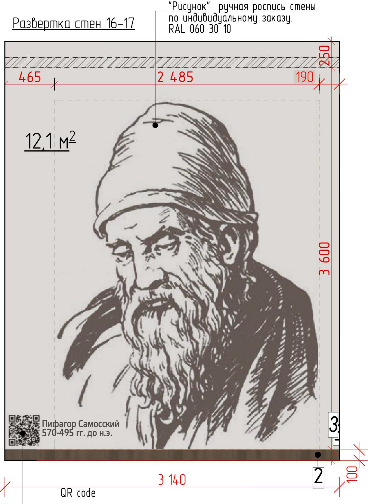 "Рисунок" ручная роспись стены
по индивидуальному заказу.
RAL 060 30 10
Развертка стен 16-17
250
465
2 485
190
12,1 м²
3 600
Пифагор Самосский
570-495 гг. до н.э.
3
2
3 140
100
QR code